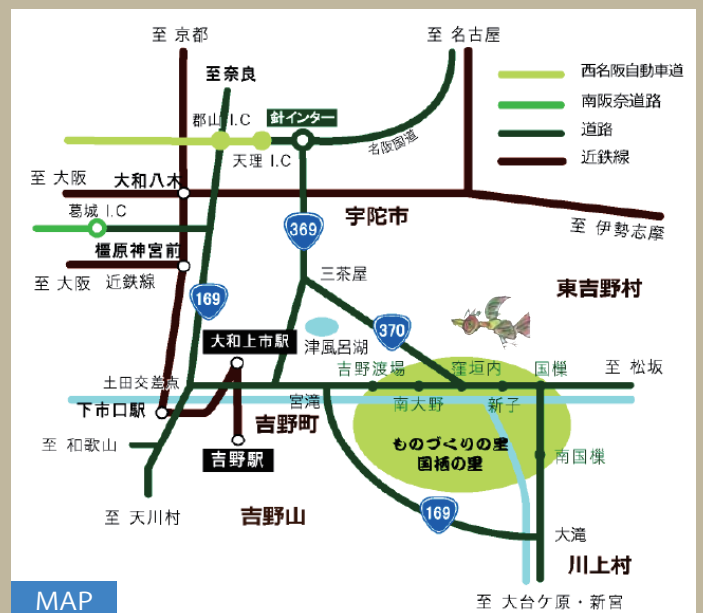 至 京都
至 名古屋
至奈良
西名阪自動車道
南阪奈道路
道路
近鉄線
郡山 I.C
針インター
天理 I.C
名阪国道
至 大阪
大和八木
葛城 I.C
宇陀市
至 伊勢志摩
369
橿原神宮前
至 大阪
近鉄線
三茶屋
東吉野村
169
370
大和上市駅
津風呂湖
吉野渡場
窪垣内
国樔
至 松坂
土田交差点
宮滝
南大野
新子
下市口駅
吉野町
至 和歌山
吉野駅
ものづくりの里
国栖の里
南国樔
169
至 天川村
吉野山
大滝
川上村
至 大台ケ原・新宮
MAP